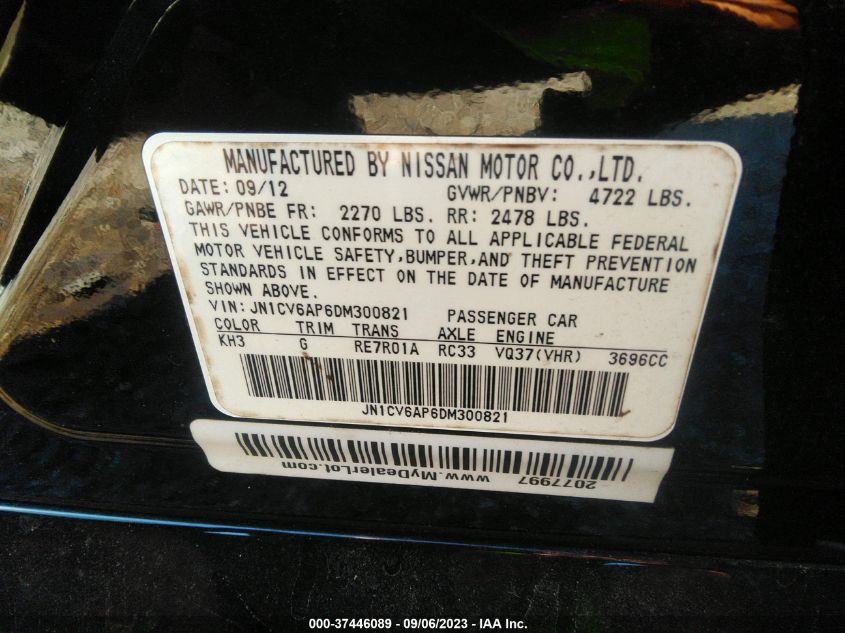 MANUFACTURED BY NISSAN MOTOR CO.,LTD.
DATE: 09/12 GVWR/PNBV: 4722 LBS.
GAWR/PNBE FR: 2270 LBS. RR: 2478 LBS.
THIS VEHICLE CONFORMS TO ALL APPLICABLE FEDERAL
MOTOR VEHICLE SAFETY,BUMPER,AND THEFT PREVENTION
STANDARDS IN EFFECT ON THE DATE OF MANUFACTURE
SHOWN ABOVE.
VIN: JN1CV6AP6DM300821 PASSENGER CAR
COLOR TRIM TRANS AXLE ENGINE
KH3 G RE7R01A RC33 VQ37(VHR) 3696CC
JN1CV6AP6DM300821
www.MyDealerLot.com 2077997
000-37446089 - 09/06/2023 - IAA Inc.